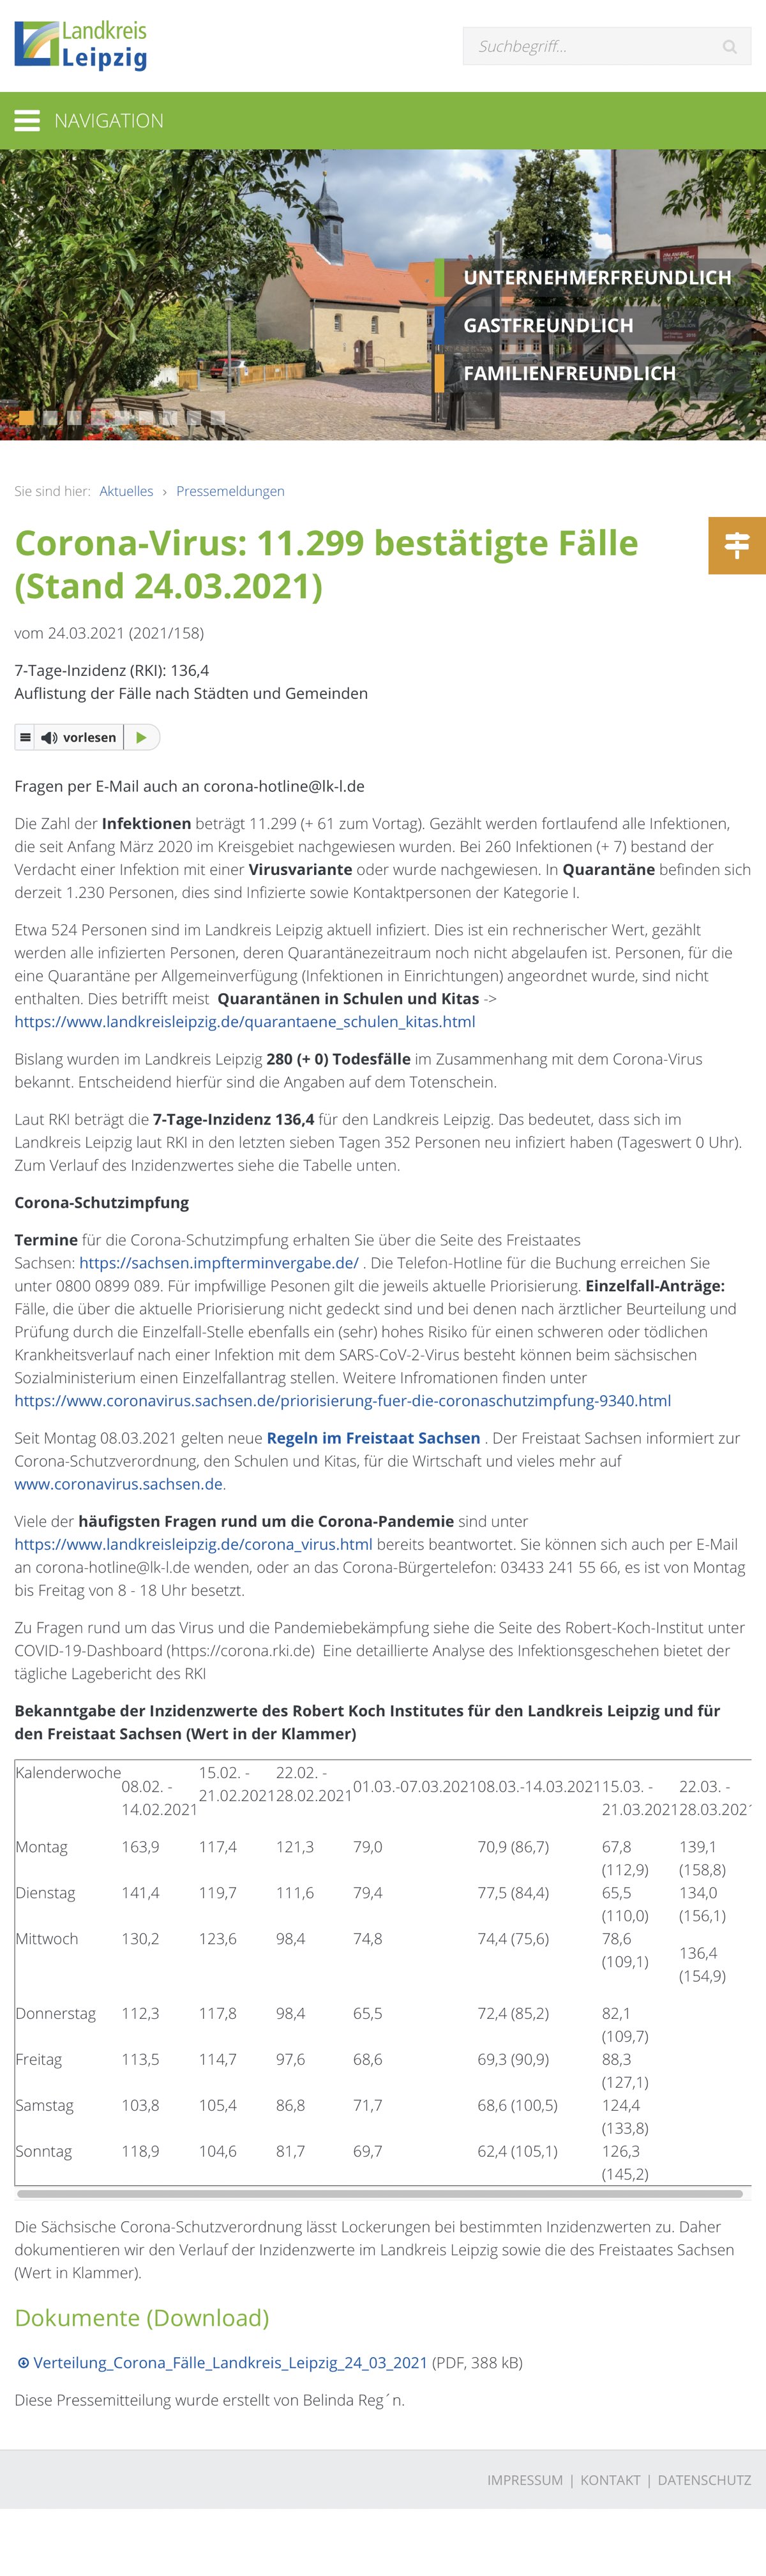 Landkreis
Leipzig
Suchbegriff...
NAVIGATION
UNTERNEHMERFREUNDLICH
GASTFREUNDLICH
FAMILIENFREUNDLICH
Sie sind hier: Aktuelles › Pressemeldungen
Corona-Virus: 11.299 bestätigte Fälle
(Stand 24.03.2021)
vom 24.03.2021 (2021/158)
7-Tage-Inzidenz (RKI): 136,4
Auflistung der Fälle nach Städten und Gemeinden
vorlesen
Fragen per E-Mail auch an corona-hotline@lk-l.de
Die Zahl der Infektionen beträgt 11.299 (+ 61 zum Vortag). Gezählt werden fortlaufend alle Infektionen,
die seit Anfang März 2020 im Kreisgebiet nachgewiesen wurden. Bei 260 Infektionen (+ 7) bestand der
Verdacht einer Infektion mit einer Virusvariante oder wurde nachgewiesen. In Quarantäne befinden sich
derzeit 1.230 Personen, dies sind Infizierte sowie Kontaktpersonen der Kategorie I.
Etwa 524 Personen sind im Landkreis Leipzig aktuell infiziert. Dies ist ein rechnerischer Wert, gezählt
werden alle infizierten Personen, deren Quarantänezeitraum noch nicht abgelaufen ist. Personen, für die
eine Quarantäne per Allgemeinverfügung (Infektionen in Einrichtungen) angeordnet wurde, sind nicht
enthalten. Dies betrifft meist Quarantänen in Schulen und Kitas ->
https://www.landkreisleipzig.de/quarantaene_schulen_kitas.html
Bislang wurden im Landkreis Leipzig 280 (+ 0) Todesfälle im Zusammenhang mit dem Corona-Virus
bekannt. Entscheidend hierfür sind die Angaben auf dem Totenschein.
Laut RKI beträgt die 7-Tage-Inzidenz 136,4 für den Landkreis Leipzig. Das bedeutet, dass sich im
Landkreis Leipzig laut RKI in den letzten sieben Tagen 352 Personen neu infiziert haben (Tageswert 0 Uhr).
Zum Verlauf des Inzidenzwertes siehe die Tabelle unten.
Corona-Schutzimpfung
Termine für die Corona-Schutzimpfung erhalten Sie über die Seite des Freistaates
Sachsen: https://sachsen.impfterminvergabe.de/ . Die Telefon-Hotline für die Buchung erreichen Sie
unter 0800 0899 089. Für impfwillige Pesonen gilt die jeweils aktuelle Priorisierung. Einzelfall-Anträge:
Fälle, die über die aktuelle Priorisierung nicht gedeckt sind und bei denen nach ärztlicher Beurteilung und
Prüfung durch die Einzelfall-Stelle ebenfalls ein (sehr) hohes Risiko für einen schweren oder tödlichen
Krankheitsverlauf nach einer Infektion mit dem SARS-CoV-2-Virus besteht können beim sächsischen
Sozialministerium einen Einzelfallantrag stellen. Weitere Infromationen finden unter
https://www.coronavirus.sachsen.de/priorisierung-fuer-die-coronaschutzimpfung-9340.html
Seit Montag 08.03.2021 gelten neue Regeln im Freistaat Sachsen . Der Freistaat Sachsen informiert zur
Corona-Schutzverordnung, den Schulen und Kitas, für die Wirtschaft und vieles mehr auf
www.coronavirus.sachsen.de.
Viele der häufigsten Fragen rund um die Corona-Pandemie sind unter
https://www.landkreisleipzig.de/corona_virus.html bereits beantwortet. Sie können sich auch per E-Mail
an corona-hotline@lk-l.de wenden, oder an das Corona-Bürgertelefon: 03433 241 55 66, es ist von Montag
bis Freitag von 8 - 18 Uhr besetzt.
Zu Fragen rund um das Virus und die Pandemiebekämpfung siehe die Seite des Robert-Koch-Institut unter
COVID-19-Dashboard (https://corona.rki.de) Eine detaillierte Analyse des Infektionsgeschehen bietet der
tägliche Lagebericht des RKI
Bekanntgabe der Inzidenzwerte des Robert Koch Institutes für den Landkreis Leipzig und für
den Freistaat Sachsen (Wert in der Klammer)
Kalenderwoche 08.02. - 14.02.2021 15.02. - 21.02.2021 22.02. - 28.02.2021 01.03.-07.03.2021 08.03.-14.03.2021 15.03. - 21.03.2021 22.03. - 28.03.2021
Montag 163,9 117,4 121,3 79,0 70,9 (86,7) 67,8 (112,9) 139,1 (158,8)
Dienstag 141,4 119,7 111,6 79,4 77,5 (84,4) 65,5 (110,0) 134,0 (156,1)
Mittwoch 130,2 123,6 98,4 74,8 74,4 (75,6) 78,6 (109,1) 136,4 (154,9)
Donnerstag 112,3 117,8 98,4 65,5 72,4 (85,2) 82,1 (109,7)
Freitag 113,5 114,7 97,6 68,6 69,3 (90,9) 88,3 (127,1)
Samstag 103,8 105,4 86,8 71,7 68,6 (100,5) 124,4 (133,8)
Sonntag 118,9 104,6 81,7 69,7 62,4 (105,1) 126,3 (145,2)
Die Sächsische Corona-Schutzverordnung lässt Lockerungen bei bestimmten Inzidenzwerten zu. Daher
dokumentieren wir den Verlauf der Inzidenzwerte im Landkreis Leipzig sowie die des Freistaates Sachsen
(Wert in Klammer).
Dokumente (Download)
Verteilung_Corona_Fälle_Landkreis_Leipzig_24_03_2021 (PDF, 388 kB)
Diese Pressemitteilung wurde erstellt von Belinda Reg´n.
IMPRESSUM | KONTAKT | DATENSCHUTZ